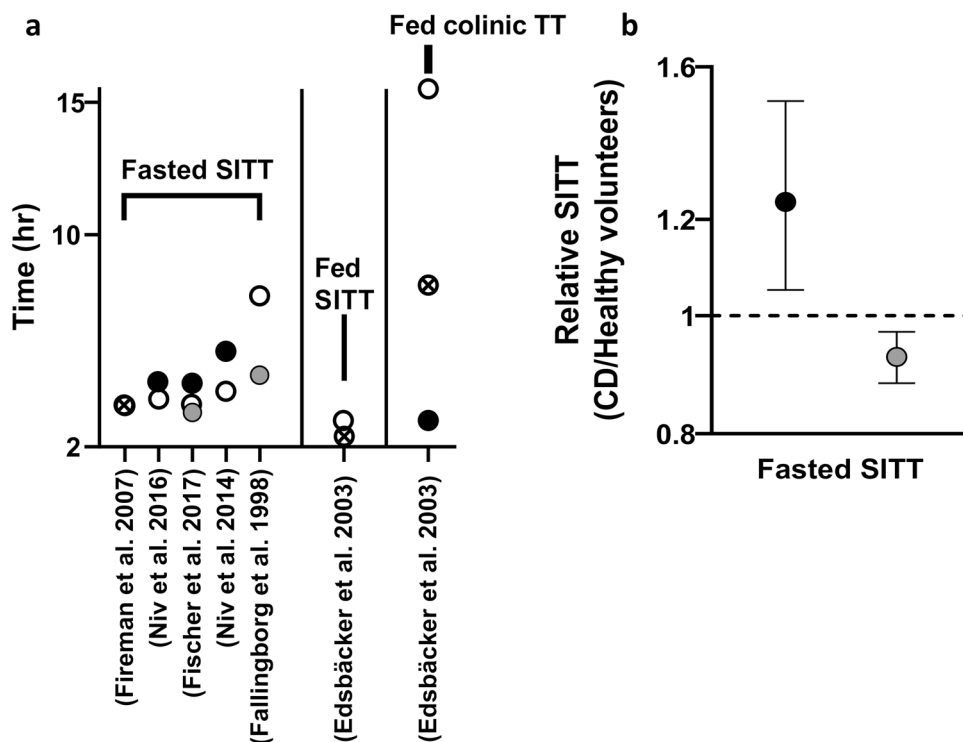 a
Fed colinic TT
b
15
Fasted SITT
10
Fed
SITT
Time (hr)
2
(Fireman et al. 2007)
(Niv et al. 2016)
(Fischer et al. 2017)
(Niv et al. 2014)
(Fallingborg et al. 1998)
(Edsbäcker et al. 2003)
(Edsbäcker et al. 2003)
1.6
1.2
1
0.8
Relative SITT
(CD/Healthy volunteers)
Fasted SITT